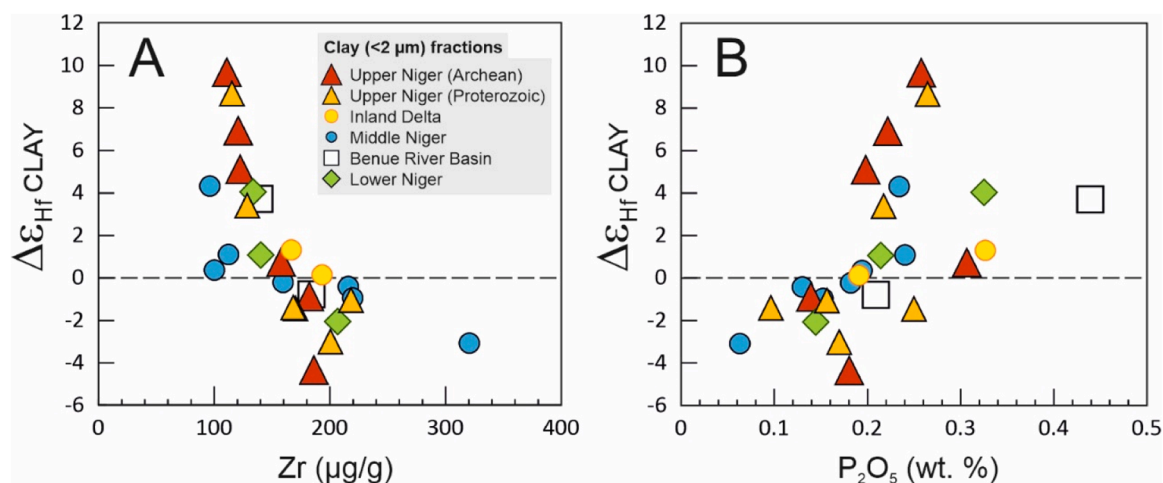 A
12
10
8
6
4
2
0
-2
-4
-6
ΔεHf CLAY
0
100
200
300
400
Zr (µg/g)
Clay (<2 µm) fractions
Upper Niger (Archean)
Upper Niger (Proterozoic)
Inland Delta
Middle Niger
Benue River Basin
Lower Niger
B
12
10
8
6
4
2
0
-2
-4
-6
ΔεHf CLAY
0
0.1
0.2
0.3
0.4
0.5
P2O5 (wt. %)